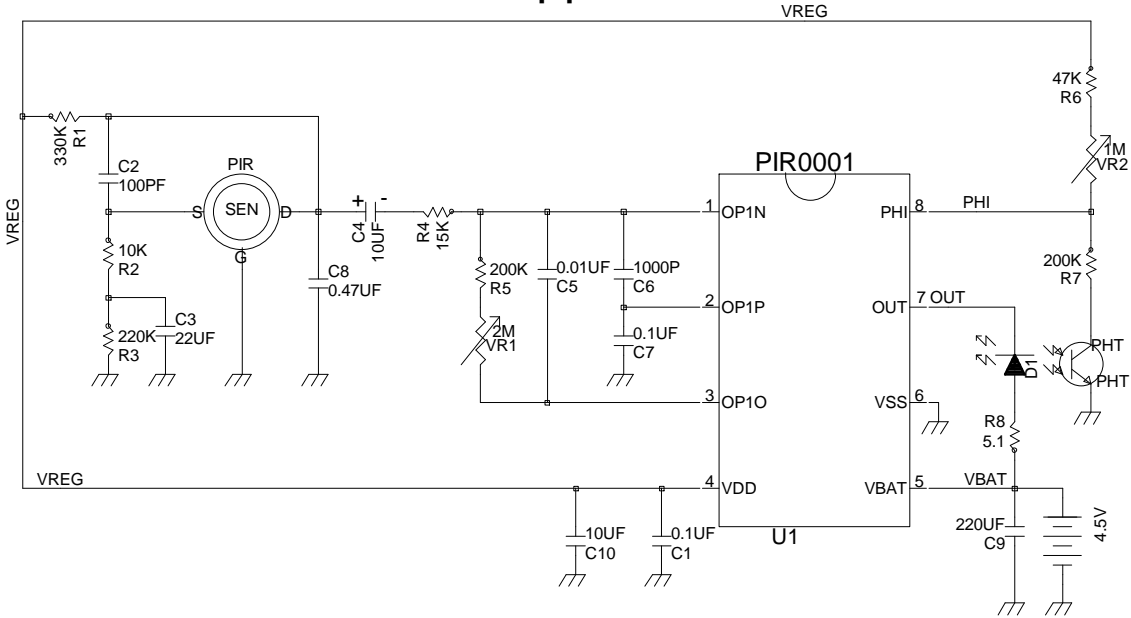 VREG
47K
R6
1M
VR2
330K
R1
C2
100PF
PIR
SEN
S
D
G
VREG
+
-
C4
10UF
R4
15K
PIR0001
1 OP1N
PHI 8
PHI
10K
R2
C8
0.47UF
200K
R5
0.01UF
C5
1000P
C6
200K
R7
2 OP1P
OUT 7 OUT
C3
22UF
220K
R3
2M
VR1
0.1UF
C7
D1
PHT
PHT
3 OP1O
VSS 6
R8
5.1
VREG
4 VDD
VBAT 5
VBAT
10UF
C10
0.1UF
C1
U1
220UF
C9
4.5V